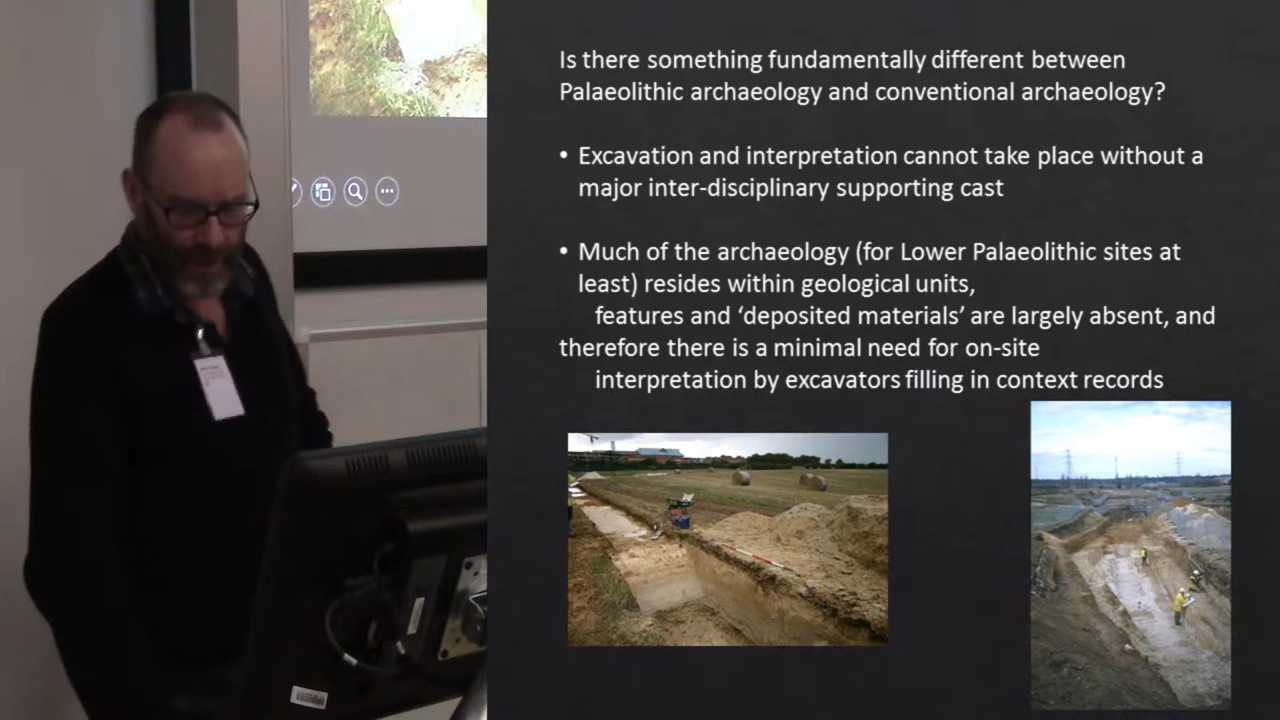 Is there something fundamentally different between
Palaeolithic archaeology and conventional archaeology?
• Excavation and interpretation cannot take place without a
major inter-disciplinary supporting cast
• Much of the archaeology (for Lower Palaeolithic sites at
least) resides within geological units,
features and ‘deposited materials’ are largely absent, and
therefore there is a minimal need for on-site
interpretation by excavators filling in context records